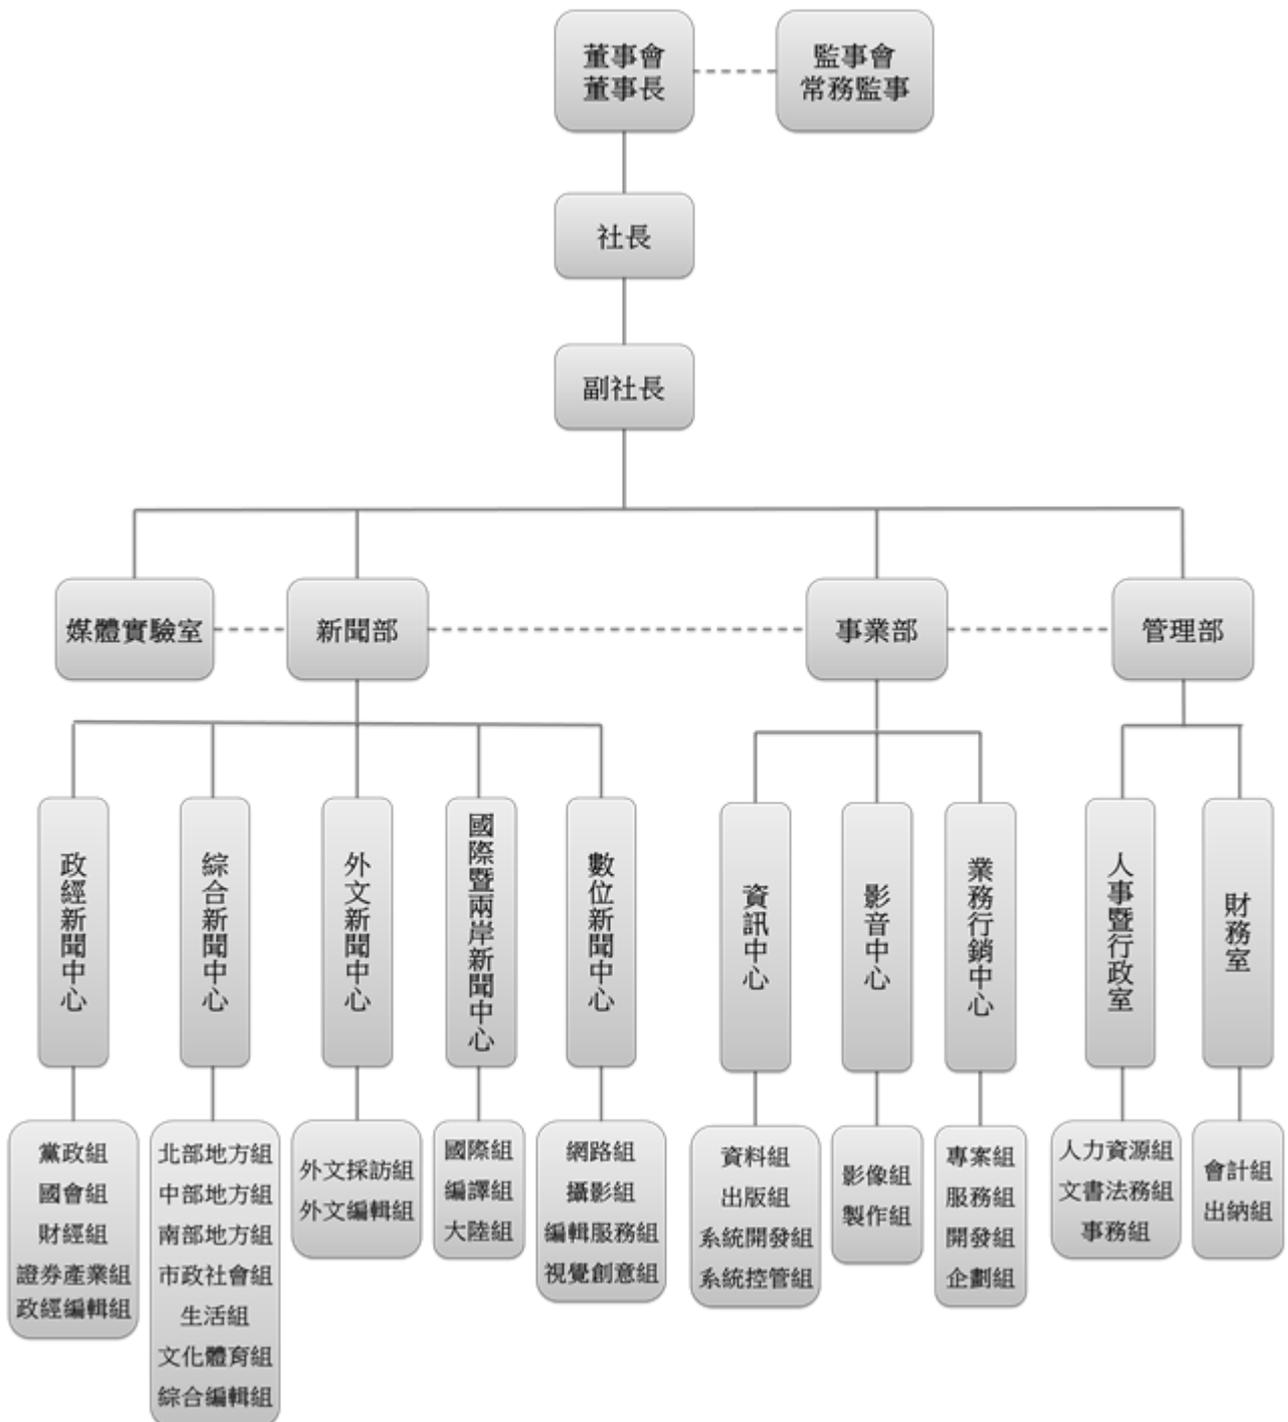 董事會
董事長
監事會
常務監事
社長
副社長
媒體實驗室
新聞部
事業部
管理部
政經新聞中心
綜合新聞中心
外文新聞中心
國際暨兩岸新聞中心
數位新聞中心
資訊中心
影音中心
業務行銷中心
人事暨行政室
財務室
黨政組
國會組
財經組
證券產業組
政經編輯組
北部地方組
中部地方組
南部地方組
市政社會組
生活組
文化體育組
綜合編輯組
外文採訪組
外文編輯組
國際組
編譯組
大陸組
網路組
攝影組
編輯服務組
視覺創意組
資料組
出版組
系統開發組
系統控管組
影像組
製作組
專案組
服務組
開發組
企劃組
人力資源組
文書法務組
事務組
會計組
出納組